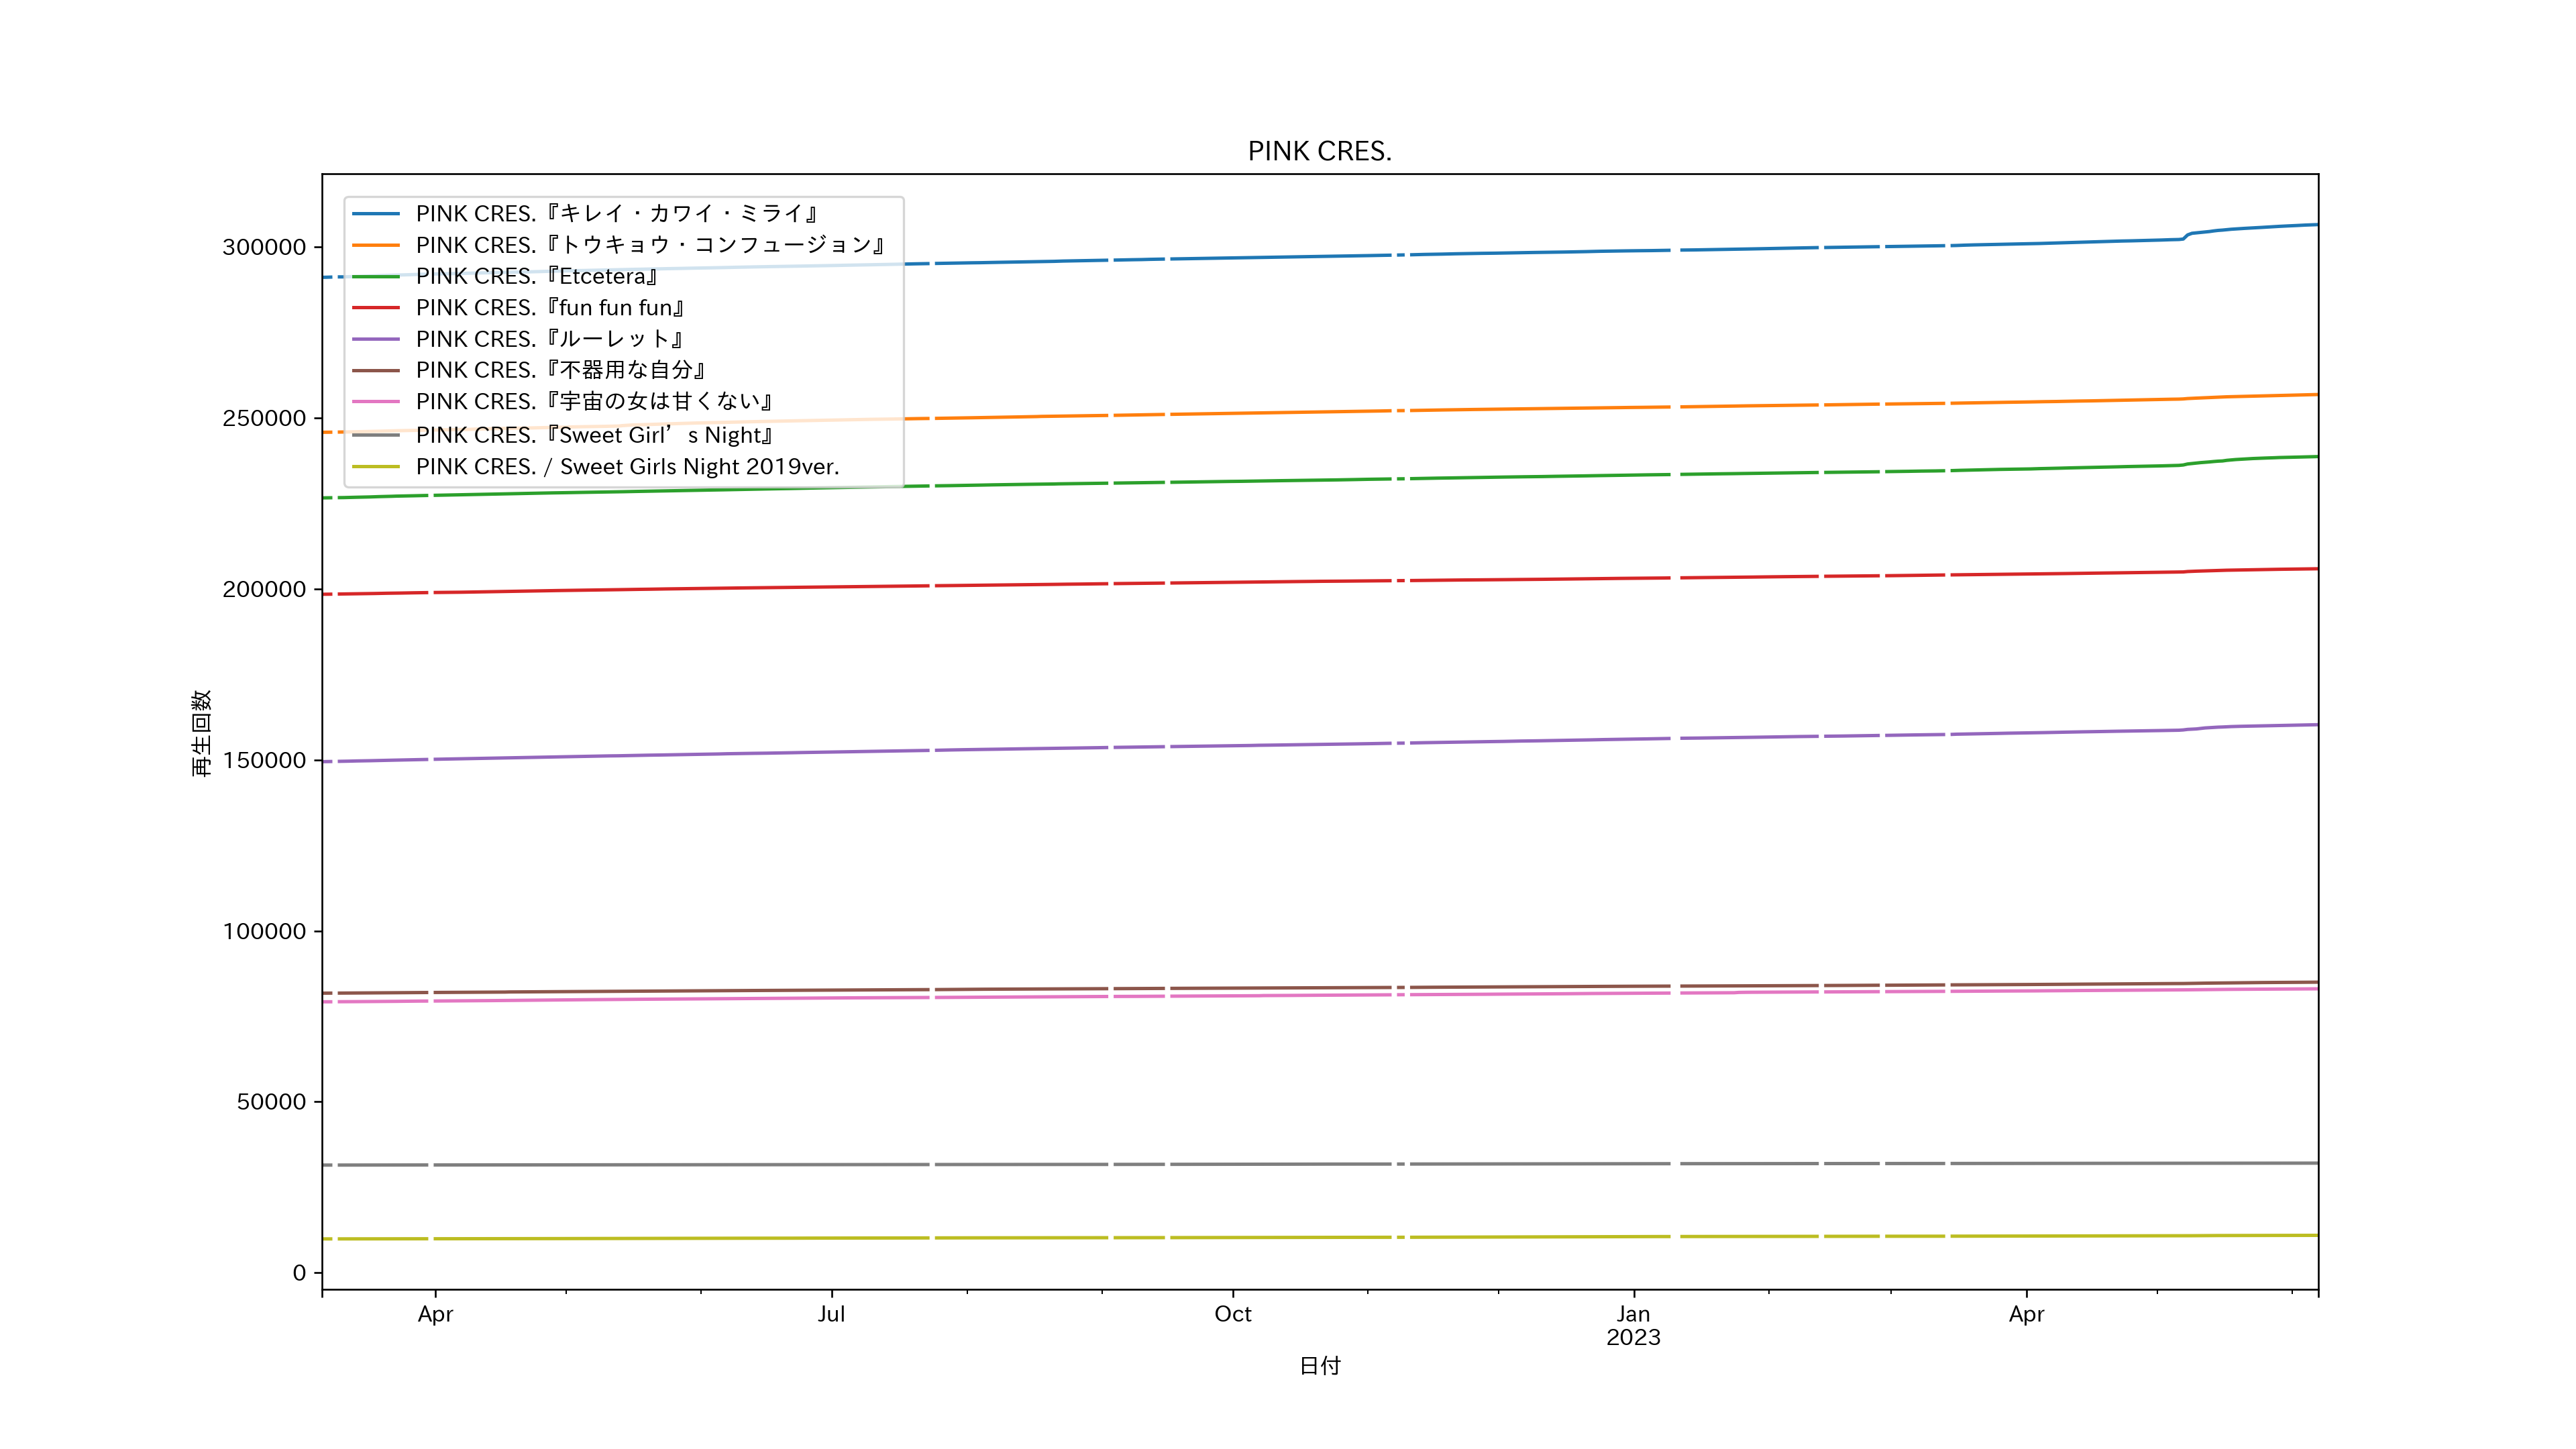 PINK CRES.
PINK CRES.『キレイ・カワイ・ミライ』
PINK CRES.『トウキョウ・コンフュージョン』
PINK CRES.『Etcetera』
PINK CRES.『fun fun fun』
PINK CRES.『ルーレット』
PINK CRES.『不器用な自分』
PINK CRES.『宇宙の女は甘くない』
PINK CRES.『Sweet Girl’s Night』
PINK CRES. / Sweet Girls Night 2019ver.
300000
250000
200000
150000
100000
50000
0
再生回数
Apr
Jul
Oct
Jan
2023
Apr
日付